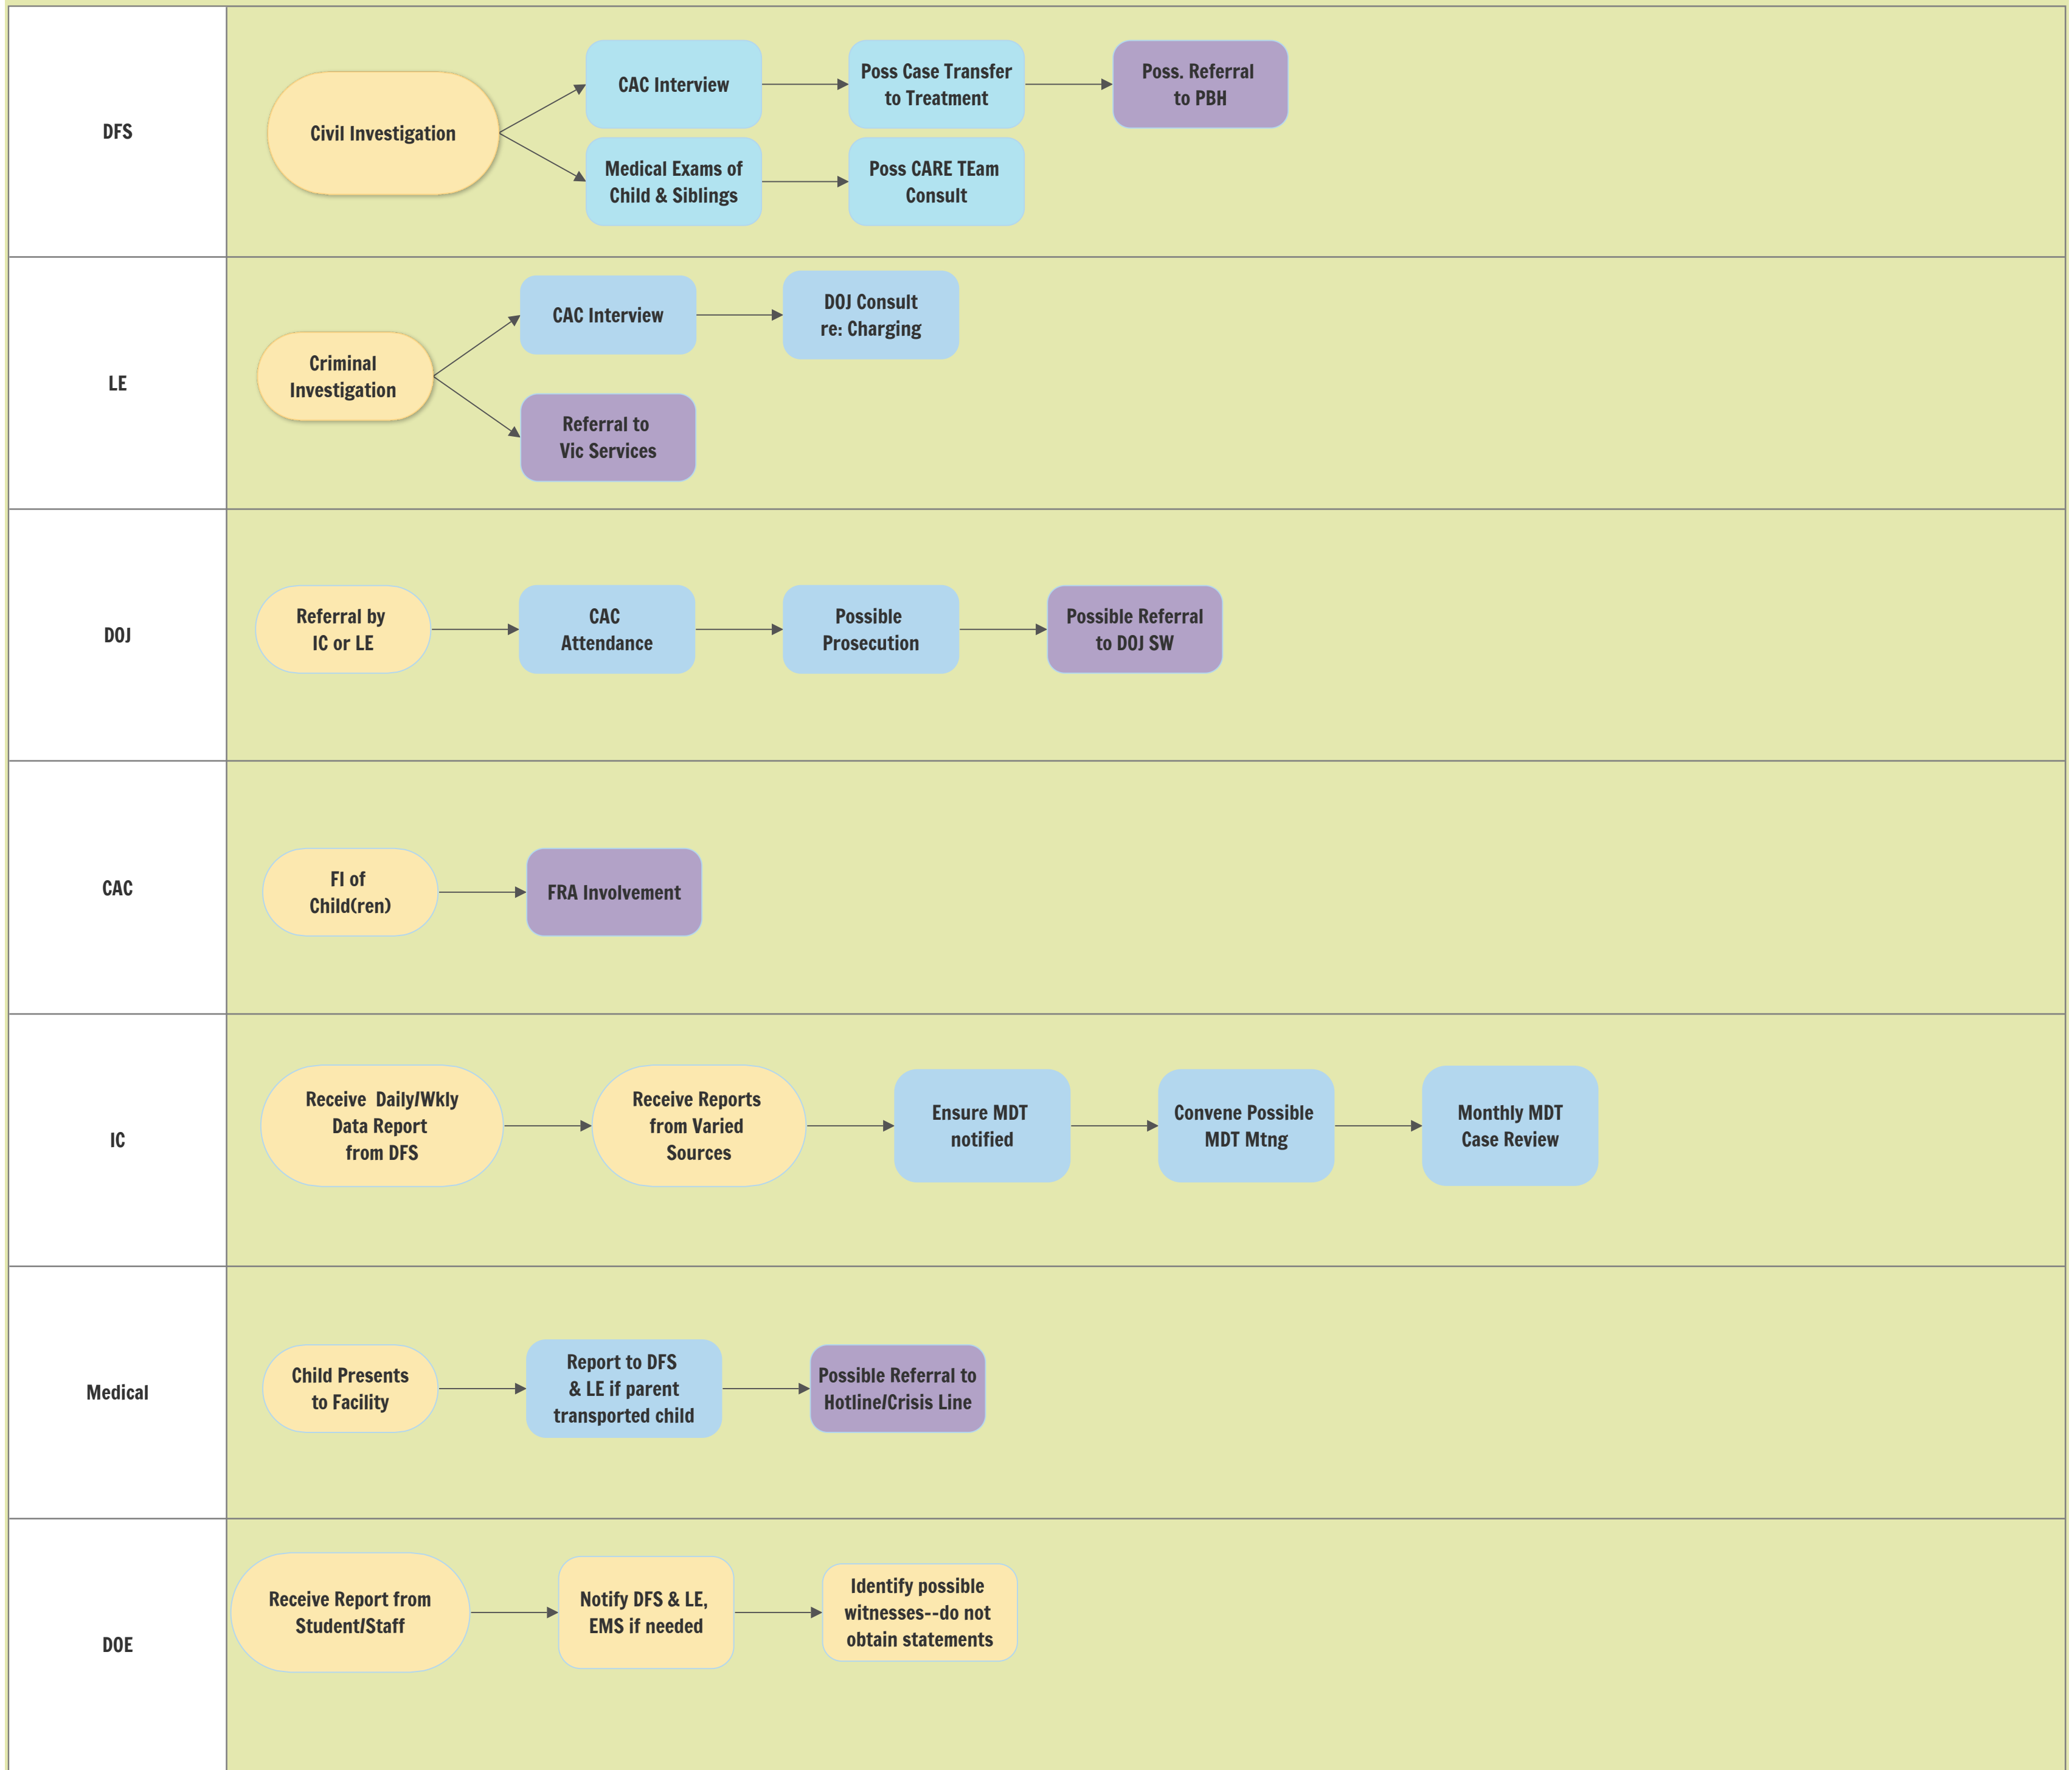 DFS
Civil Investigation
CAC Interview
Poss Case Transfer
to Treatment
Poss. Referral
to PBH
Medical Exams of
Child & Siblings
Poss CARE TEam
Consult
LE
Criminal
Investigation
CAC Interview
DOJ Consult
re: Charging
Referral to
Vic Services
DOJ
Referral by
IC or LE
CAC
Attendance
Possible
Prosecution
Possible Referral
to DOJ SW
CAC
FI of
Child(ren)
FRA Involvement
IC
Receive  Daily/Wkly
Data Report
from DFS
Receive Reports
from Varied
Sources
Ensure MDT
notified
Convene Possible
MDT Mtng
Monthly MDT
Case Review
Medical
Child Presents
to Facility
Report to DFS
& LE if parent
transported child
Possible Referral to
Hotline/Crisis Line
DOE
Receive Report from
Student/Staff
Notify DFS & LE,
EMS if needed
Identify possible
witnesses--do not
obtain statements